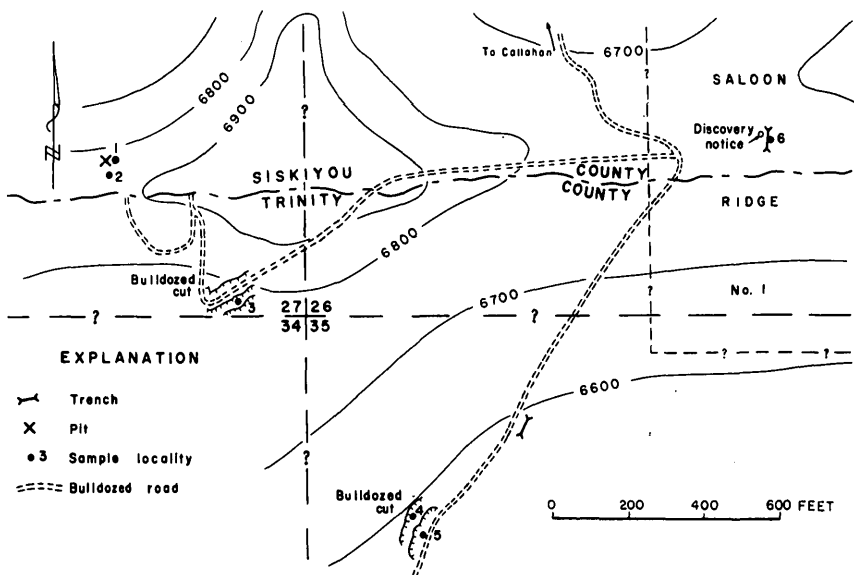 To Callahan
6700
?
SALOON
6800
6900
?
Discovery
notice
6
1
2
N
SISKIYOU
TRINITY
COUNTY
COUNTY
RIDGE
6800
Bulldozed
cut
3
27 26
34 35
?
?
6700
?
No. 1
?
?
EXPLANATION
Trench
Pit
3 Sample locality
Bulldozed road
6600
?
Bulldozed
cut
4
5
0 200 400 600 FEET